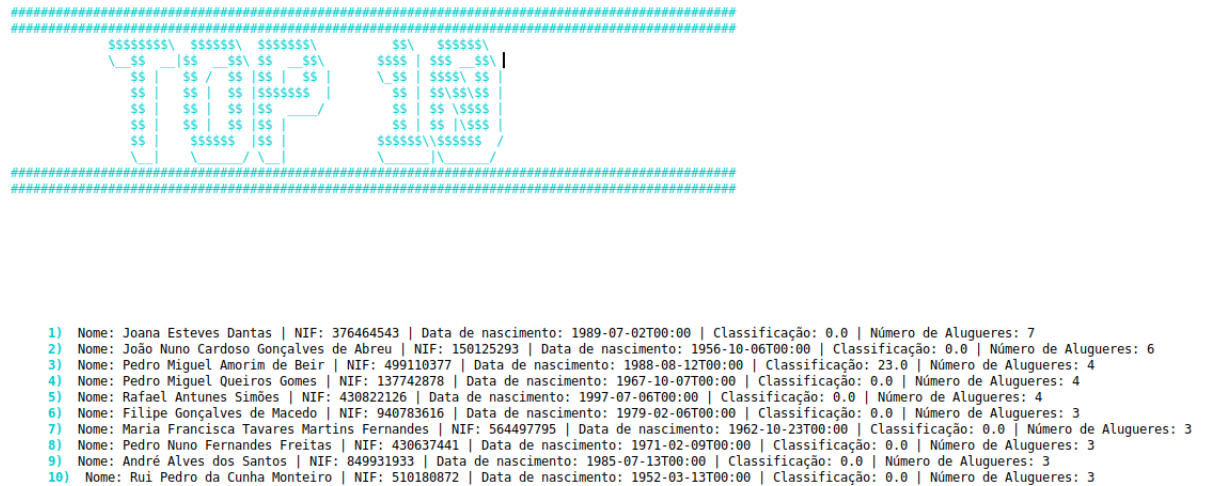 TOP 10
1) Nome: Joana Esteves Dantas | NIF: 376464543 | Data de nascimento: 1989-07-02T00:00 | Classificação: 0.0 | Número de Alugueres: 7
2) Nome: João Nuno Cardoso Gonçalves de Abreu | NIF: 150125293 | Data de nascimento: 1956-10-06T00:00 | Classificação: 0.0 | Número de Alugueres: 6
3) Nome: Pedro Miguel Amorim de Beir | NIF: 499110377 | Data de nascimento: 1988-08-12T00:00 | Classificação: 23.0 | Número de Alugueres: 4
4) Nome: Pedro Miguel Queiros Gomes | NIF: 137742878 | Data de nascimento: 1967-10-07T00:00 | Classificação: 0.0 | Número de Alugueres: 4
5) Nome: Rafael Antunes Simões | NIF: 430822126 | Data de nascimento: 1997-07-06T00:00 | Classificação: 0.0 | Número de Alugueres: 4
6) Nome: Filipe Gonçalves de Macedo | NIF: 940783616 | Data de nascimento: 1979-02-06T00:00 | Classificação: 0.0 | Número de Alugueres: 3
7) Nome: Maria Francisca Tavares Martins Fernandes | NIF: 564497795 | Data de nascimento: 1962-10-23T00:00 | Classificação: 0.0 | Número de Alugueres: 3
8) Nome: Pedro Nuno Fernandes Freitas | NIF: 430637441 | Data de nascimento: 1971-02-09T00:00 | Classificação: 0.0 | Número de Alugueres: 3
9) Nome: André Alves dos Santos | NIF: 849931933 | Data de nascimento: 1985-07-13T00:00 | Classificação: 0.0 | Número de Alugueres: 3
10) Nome: Rui Pedro da Cunha Monteiro | NIF: 510180872 | Data de nascimento: 1952-03-13T00:00 | Classificação: 0.0 | Número de Alugueres: 3